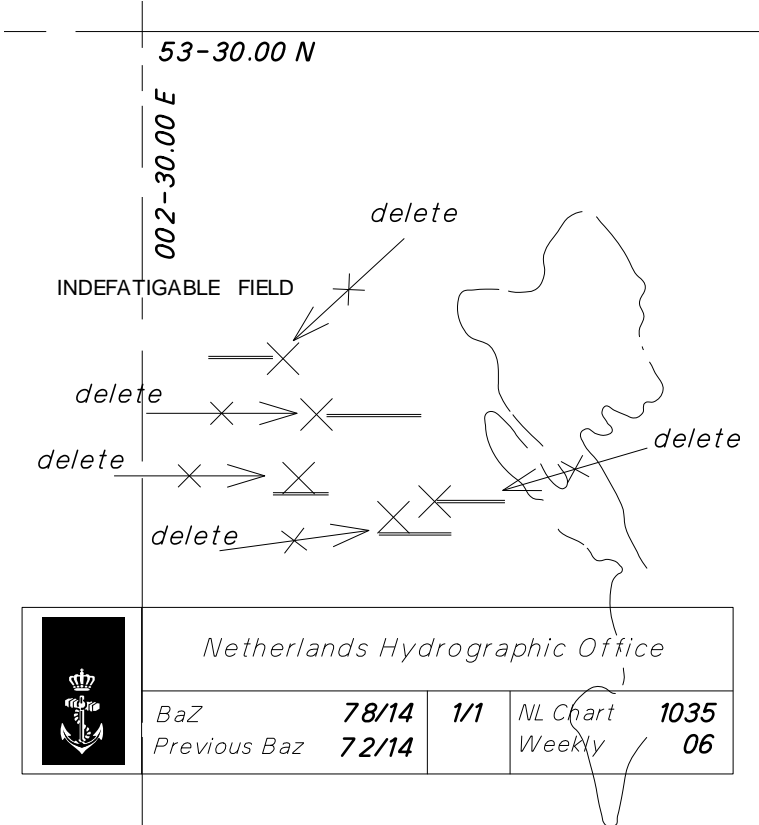 53-30.00 N
002-30.00 E
delete
INDEFATIGABLE FIELD
delete
delete
delete
delete
Netherlands Hydrographic Office
BaZ 78/14 1/1 NL Chart 1035
Previous Baz 72/14 Weekly 06